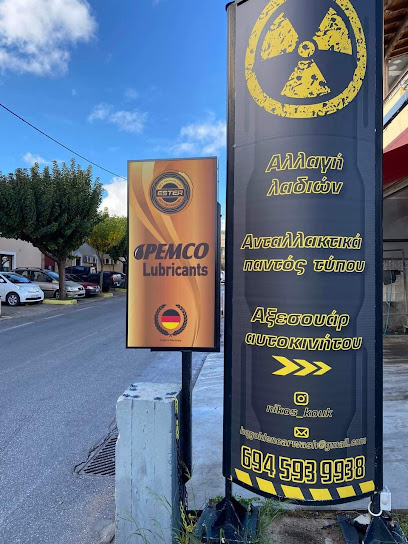 ESTER
PEMCO
Lubricants
Αλλαγή
λαδιών
Ανταλλακτικά
παντός τύπου
Αξεσουάρ
αυτοκινήτου
nikos_kouk
694 593 9938